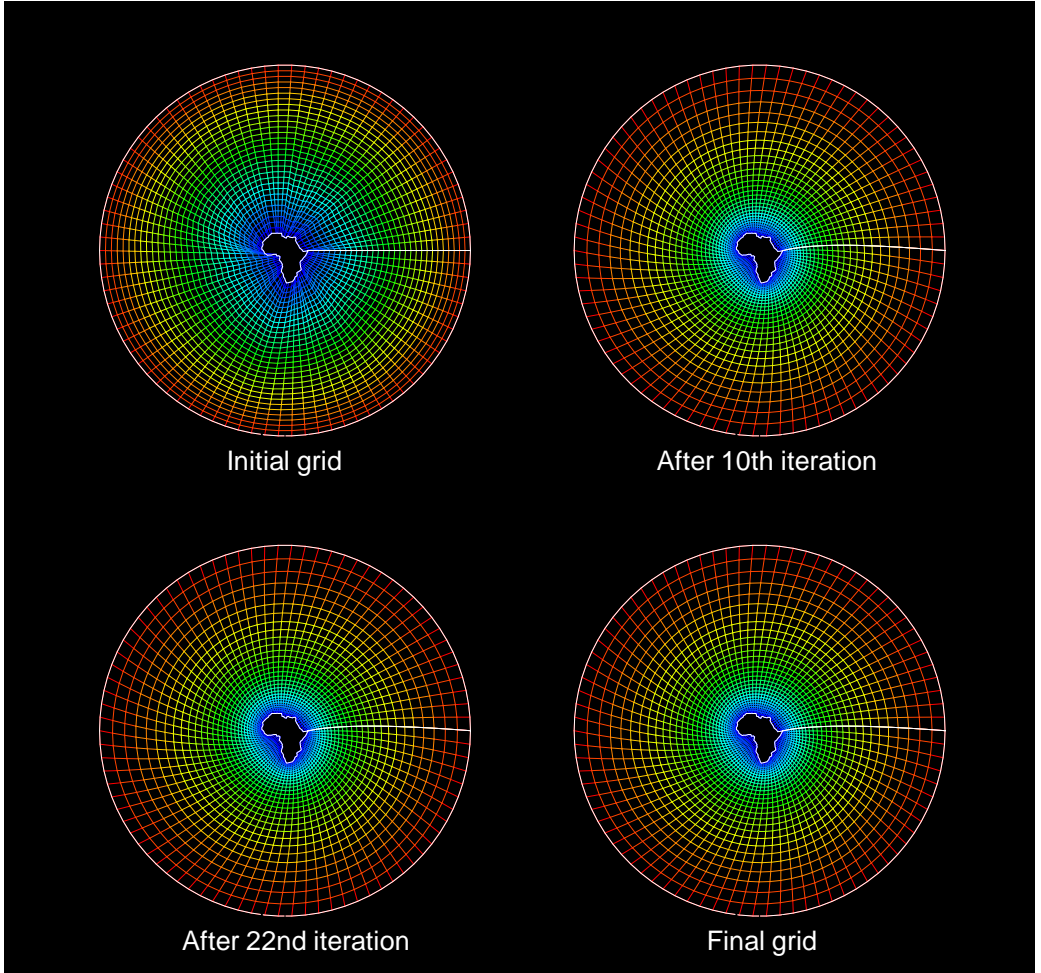 Initial grid
After 10th iteration
After 22nd iteration
Final grid